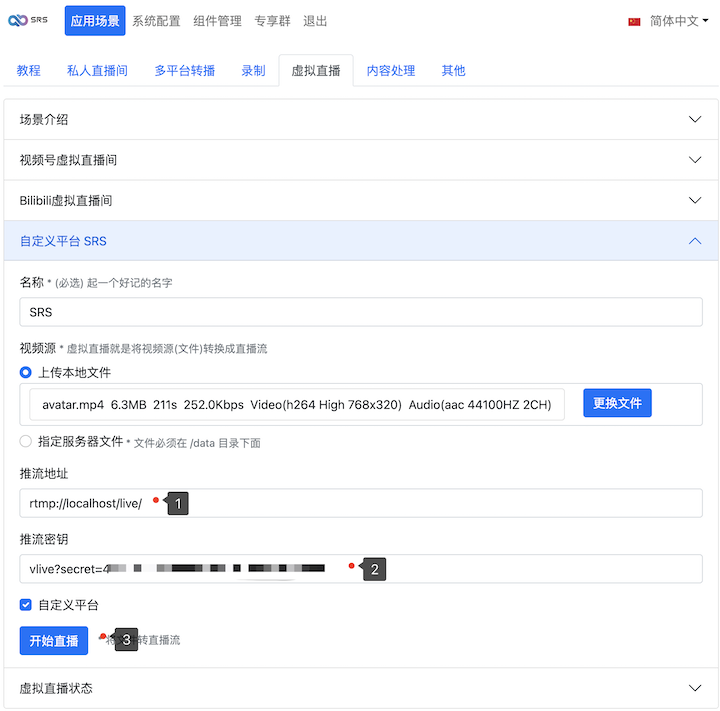 SRS 应用场景 系统配置 组件管理 专享群 退出 简体中文
教程 私人直播间 多平台转播 录制 虚拟直播 内容处理 其他
场景介绍
视频号虚拟直播间
Bilibili虚拟直播间
自定义平台 SRS
名称 * (必选) 起一个好记的名字
SRS
视频源 * 虚拟直播就是将视频源(文件)转换成直播流
上传本地文件
avatar.mp4 6.3MB 211s 252.0Kbps Video(h264 High 768x320) Audio(aac 44100HZ 2CH) 更换文件
指定服务器文件 * 文件必须在 /data 目录下面
推流地址
rtmp://localhost/live/ 1
推流密钥
vlive?secret=4 2
自定义平台
开始直播 * 将 3 转直播流
虚拟直播状态